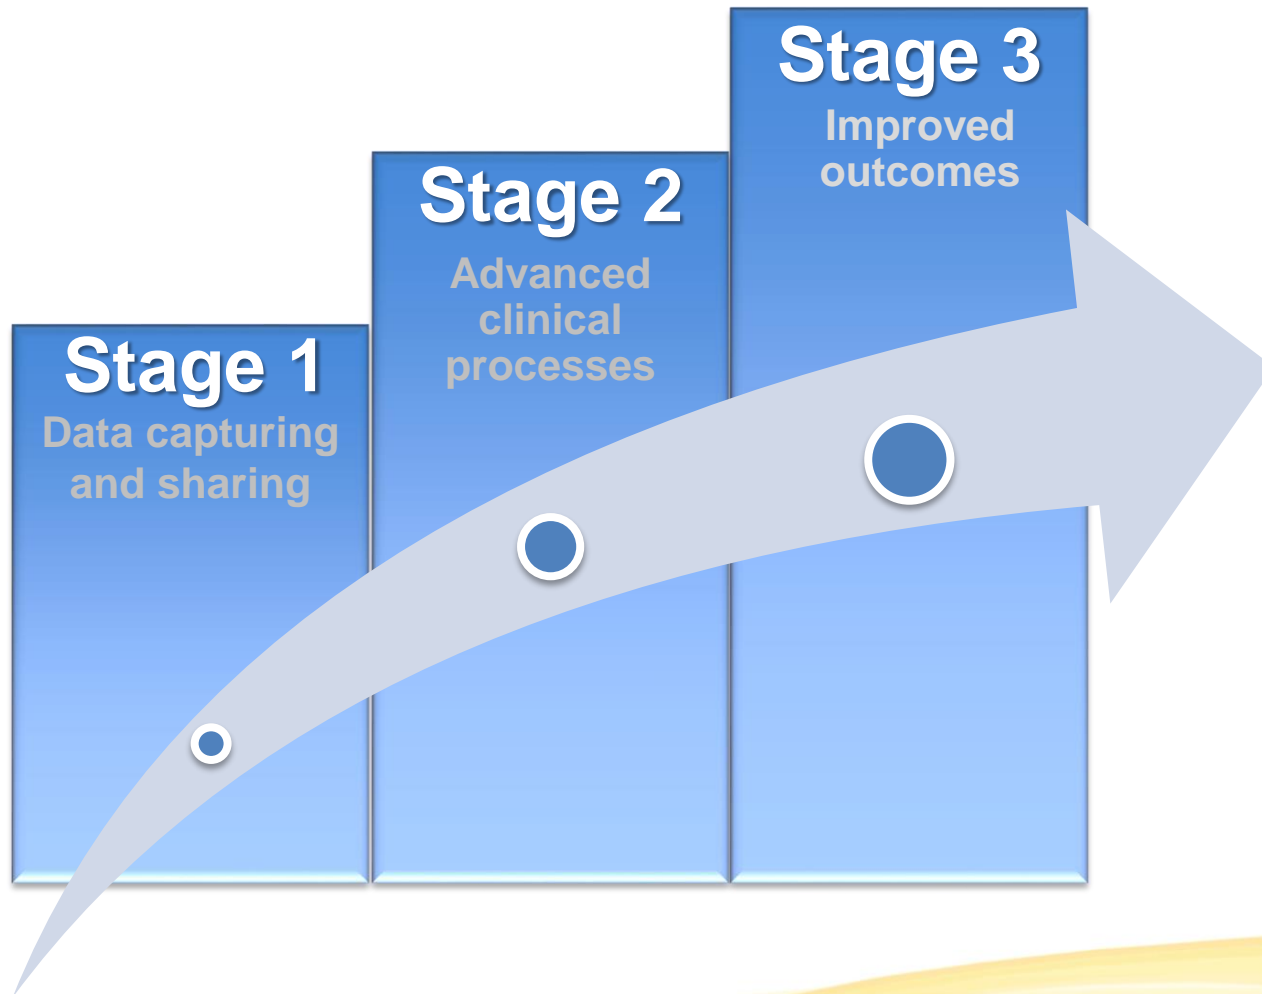 Stage 1
Data capturing
and sharing
Stage 2
Advanced
clinical
processes
Stage 3
Improved
outcomes